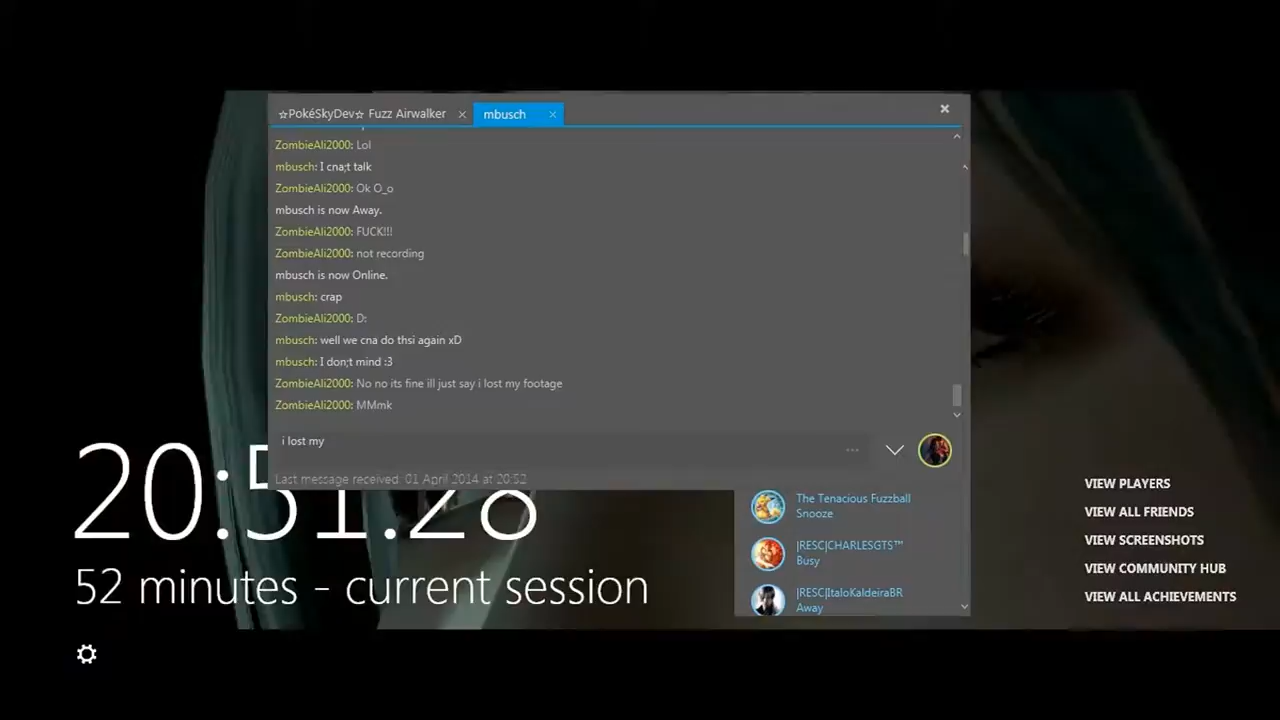 ☆PokéSkyDev☆ Fuzz Airwalker
mbusch
ZombieAli2000: Lol
mbusch: I cna;t talk
ZombieAli2000: Ok O_o
mbusch is now Away.
ZombieAli2000: FUCK!!!
ZombieAli2000: not recording
mbusch is now Online.
mbusch: crap
ZombieAli2000: D:
mbusch: well we cna do thsi again xD
mbusch: I don;t mind :3
ZombieAli2000: No no its fine ill just say i lost my footage
ZombieAli2000: MMmk
i lost my
Last message received: 01 April 2014 at 20:52
20:51:28
52 minutes - current session
The Tenacious Fuzzball
Snooze
|RESC|CHARLESGTS™
Busy
|RESC|ItaloKaldeiraBR
Away
VIEW PLAYERS
VIEW ALL FRIENDS
VIEW SCREENSHOTS
VIEW COMMUNITY HUB
VIEW ALL ACHIEVEMENTS